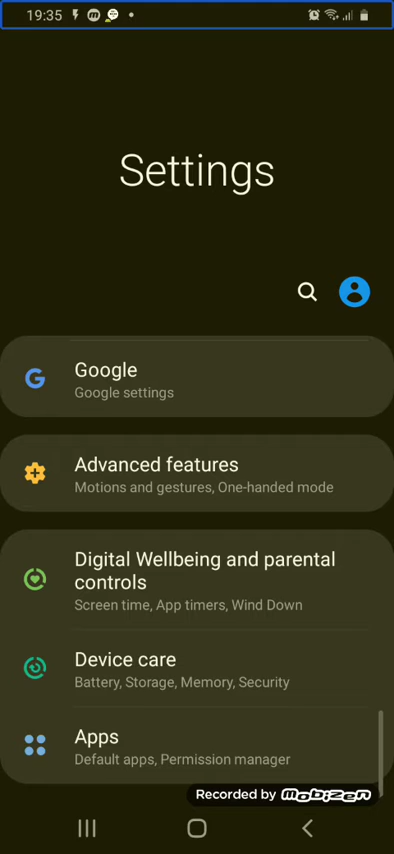 19:35
Settings
Google
Google settings
Advanced features
Motions and gestures, One-handed mode
Digital Wellbeing and parental
controls
Screen time, App timers, Wind Down
Device care
Battery, Storage, Memory, Security
Apps
Default apps, Permission manager
Recorded by mobizen